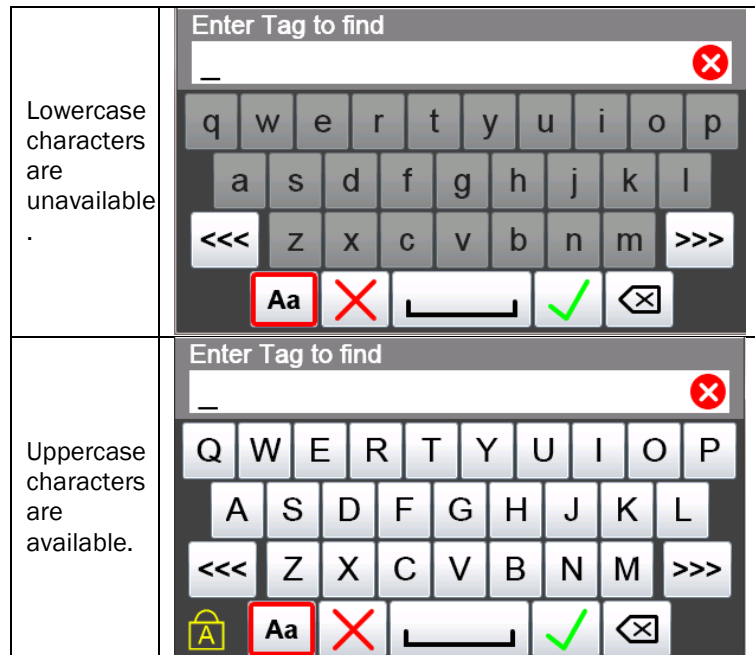 Lowercase
characters
are
unavailable
.
Enter Tag to find
_
q w e r t y u i o p
a s d f g h j k l
<<< z x c v b n m >>>
Aa
Uppercase
characters
are
available.
Enter Tag to find
_
Q W E R T Y U I O P
A S D F G H J K L
<<< Z X C V B N M >>>
A Aa